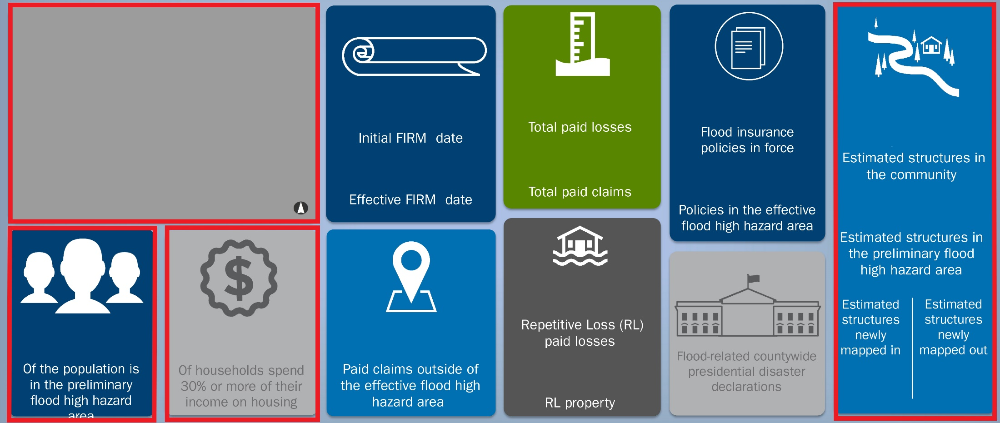 Initial FIRM  date
Effective FIRM  date
Total paid losses
Total paid claims
Flood insurance
policies in force
Policies in the effective
flood high hazard area
Estimated structures in
the community
Estimated structures in
the preliminary flood
high hazard area
Estimated
structures
newly
mapped in
Estimated
structures
newly
mapped out
Of the population is
in the preliminary
flood high hazard
area
$
Of households spend
30% or more of their
income on housing
Paid claims outside of
the effective flood high
hazard area
Repetitive Loss (RL)
paid losses
RL property
Flood-related countywide
presidential disaster
declarations